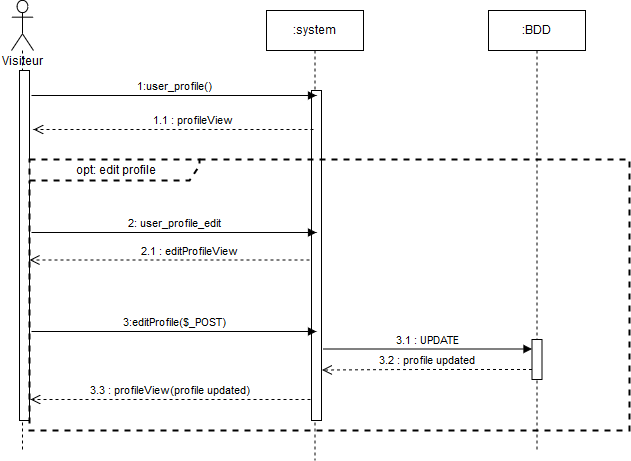 :system
:BDD
Visiteur
1:user_profile()
1.1 : profileView
opt: edit profile
2: user_profile_edit
2.1 : editProfileView
3:editProfile($_POST)
3.1 : UPDATE
3.2 : profile updated
3.3 : profileView(profile updated)